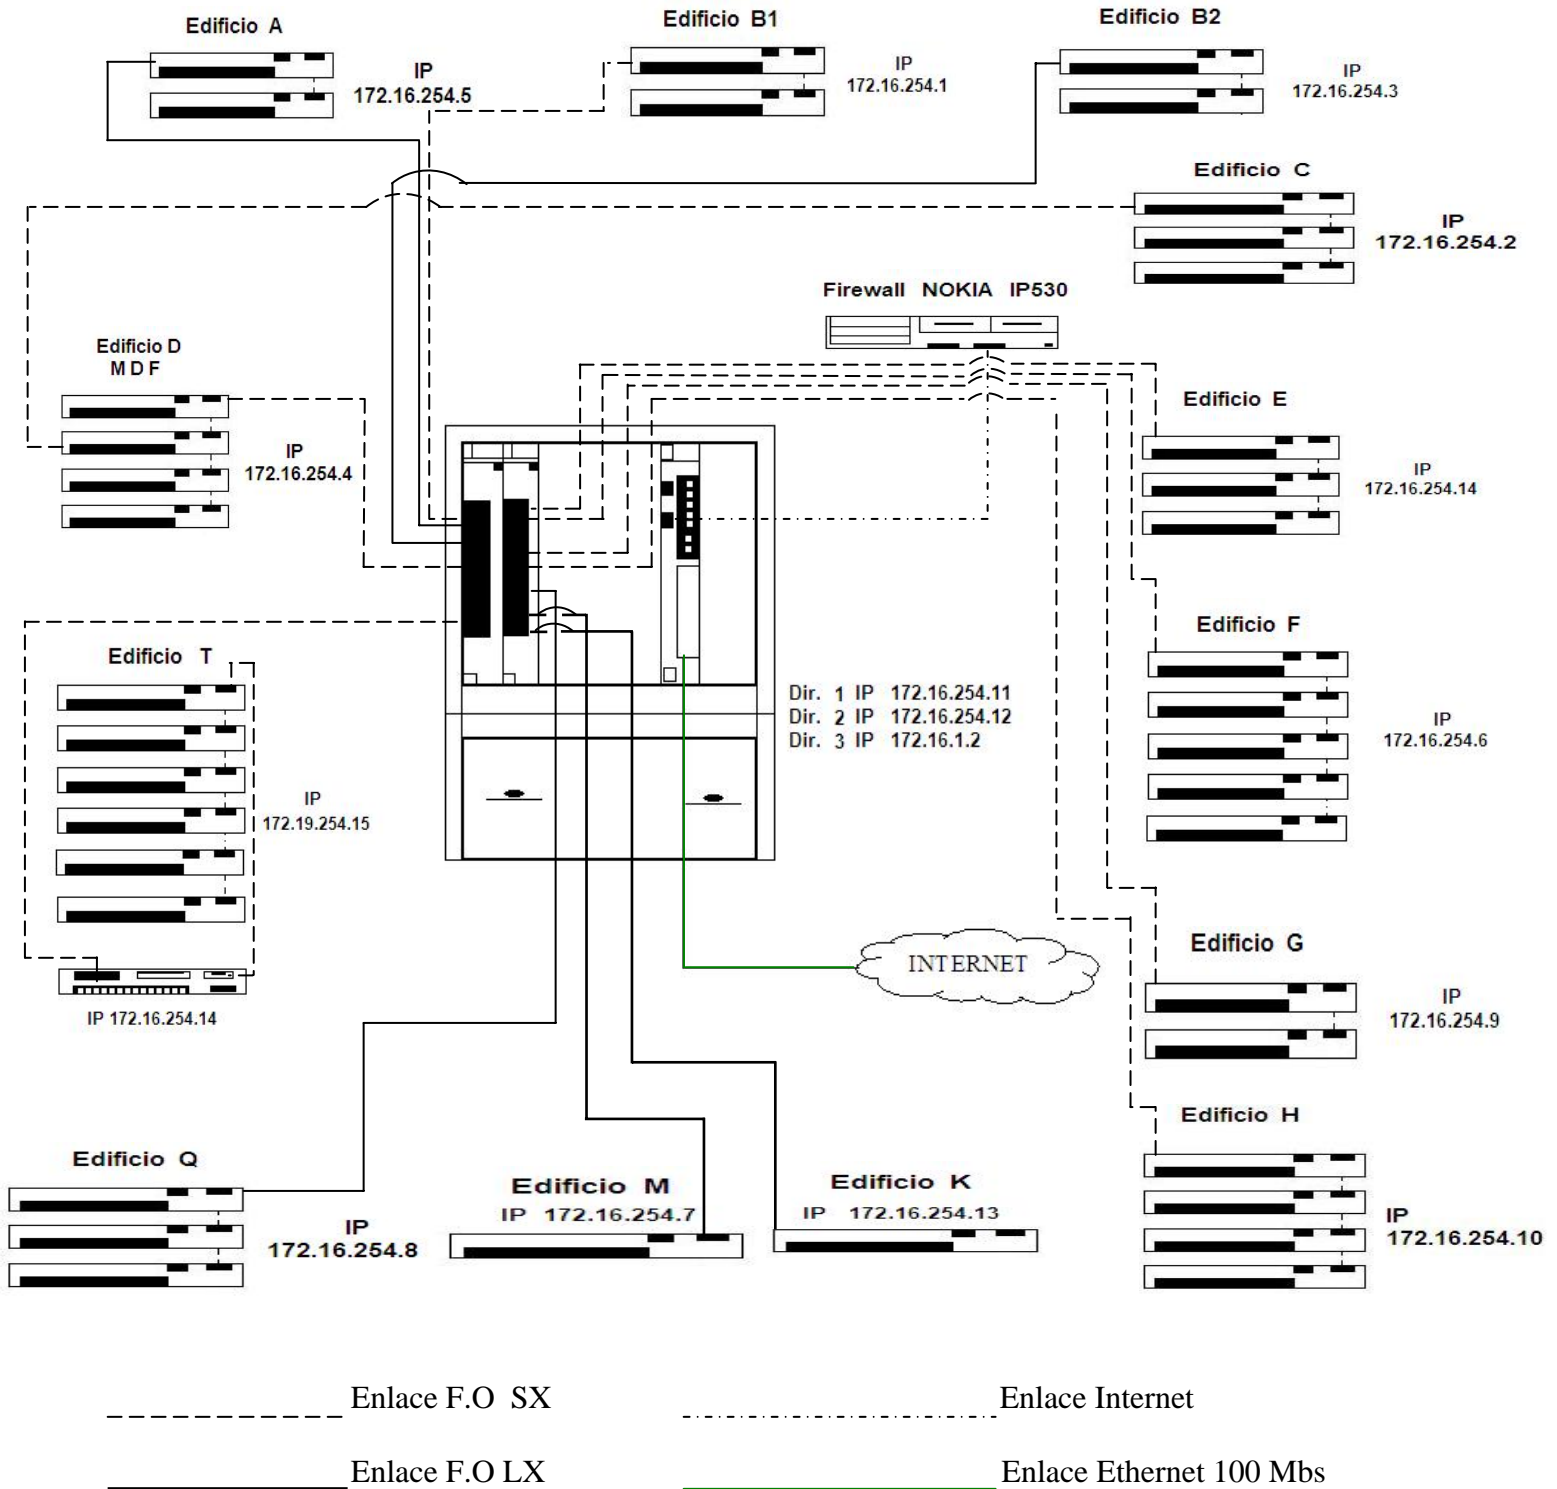 Edificio A
IP
172.16.254.5
Edificio B1
IP
172.16.254.1
Edificio B2
IP
172.16.254.3
Edificio C
IP
172.16.254.2
Firewall NOKIA IP530
Edificio D
M D F
IP
172.16.254.4
Edificio E
IP
172.16.254.14
Edificio F
IP
172.16.254.6
Edificio T
IP
172.19.254.15
IP 172.16.254.14
Dir. 1 IP 172.16.254.11
Dir. 2 IP 172.16.254.12
Dir. 3 IP 172.16.1.2
INTERNET
Edificio G
IP
172.16.254.9
Edificio H
IP
172.16.254.10
Edificio Q
IP
172.16.254.8
Edificio M
IP 172.16.254.7
Edificio K
IP 172.16.254.13
Enlace F.O SX
Enlace Internet
Enlace F.O LX
Enlace Ethernet 100 Mbs